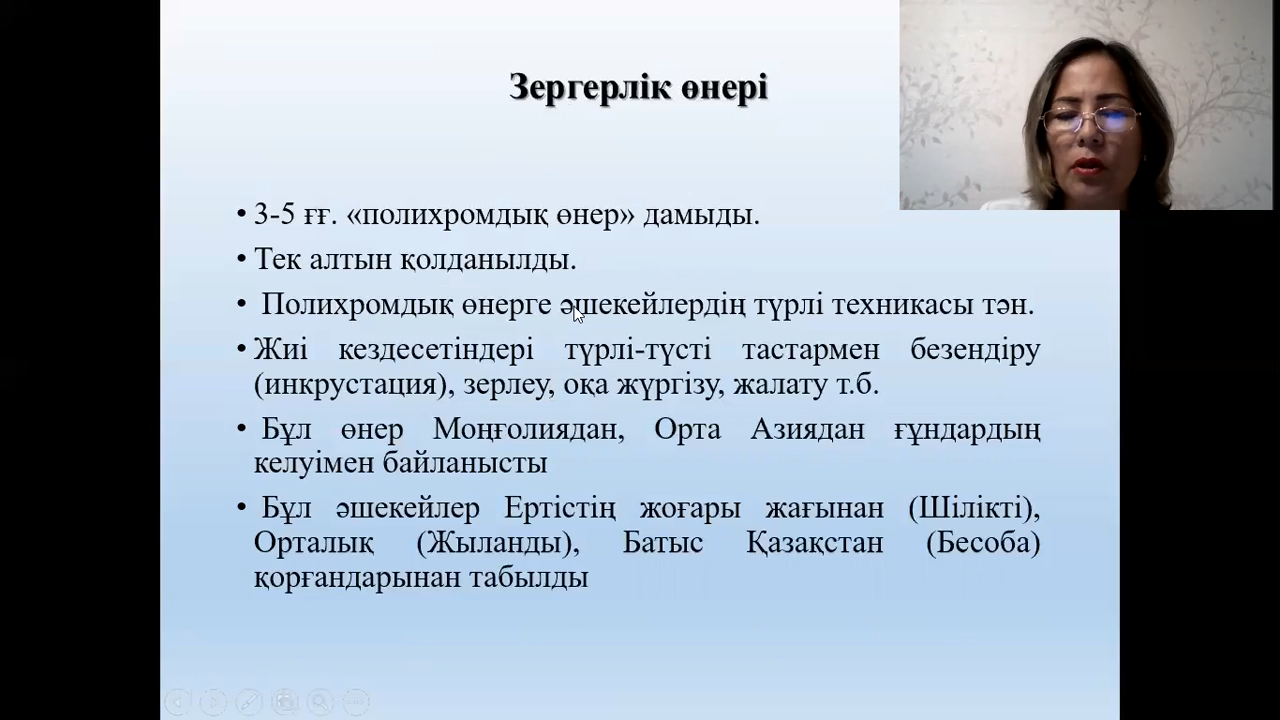 Зергерлік өнері
• 3-5 ғғ. «полихромдық өнер» дамыды.
• Тек алтын қолданылды.
• Полихромдық өнерге әшекейлердің түрлі техникасы тән.
• Жиі кездесетіндері түрлі-түсті тастармен безендіру
(инкрустация), зерлеу, оқа жүргізу, жалату т.б.
• Бұл өнер Моңғолиядан, Орта Азиядан ғұндардың
келуімен байланысты
• Бұл әшекейлер Ертістің жоғары жағынан (Шілікті),
Орталық (Жыланды), Батыс Қазақстан (Бесоба)
қорғандарынан табылды